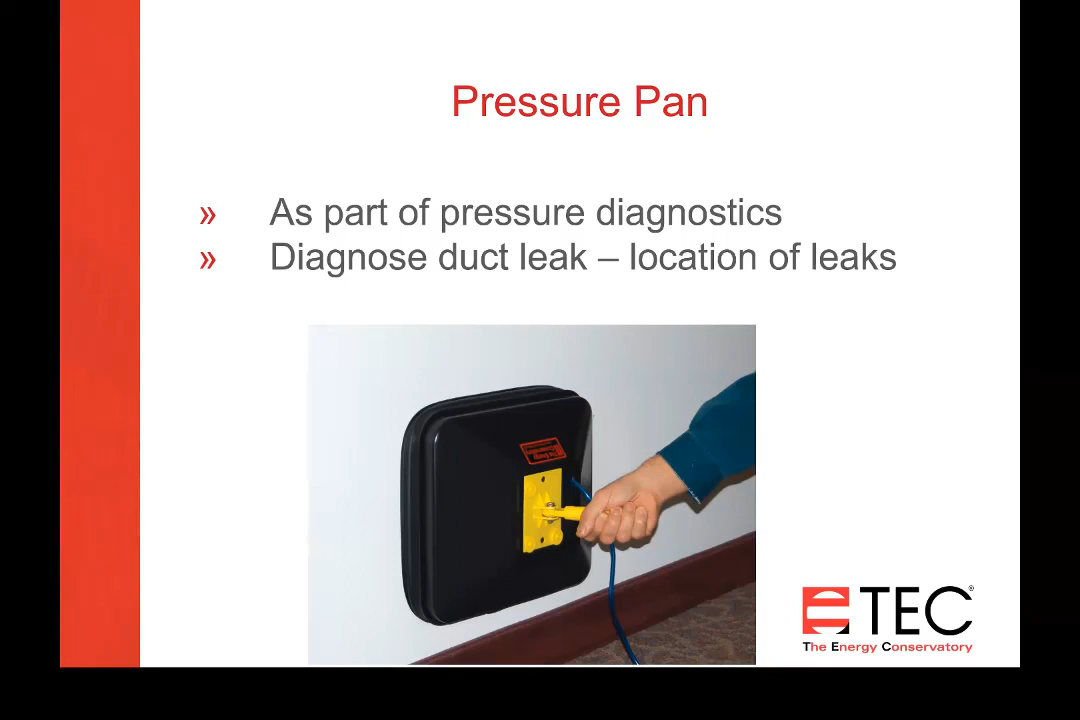 Pressure Pan
» As part of pressure diagnostics
» Diagnose duct leak – location of leaks
TEC®
The Energy Conservatory